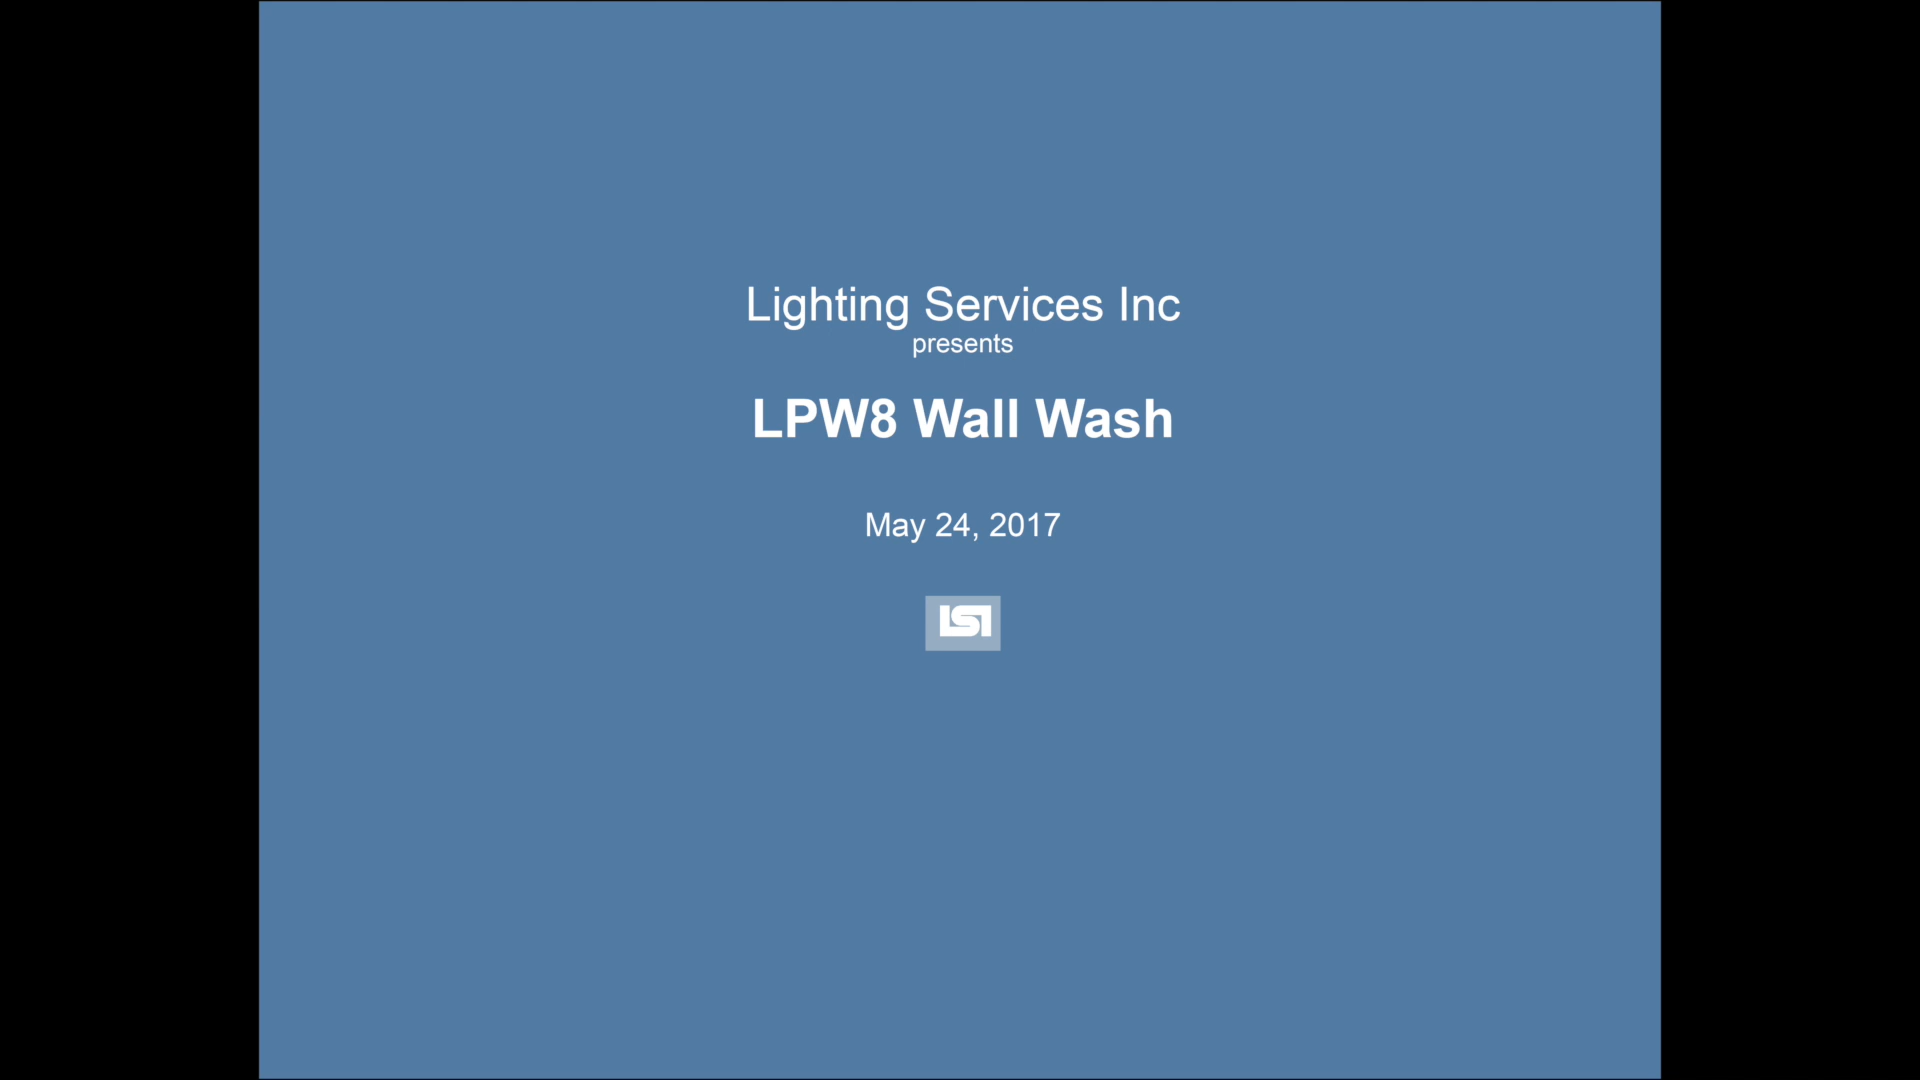 Lighting Services Inc
presents
LPW8 Wall Wash
May 24, 2017
LSI